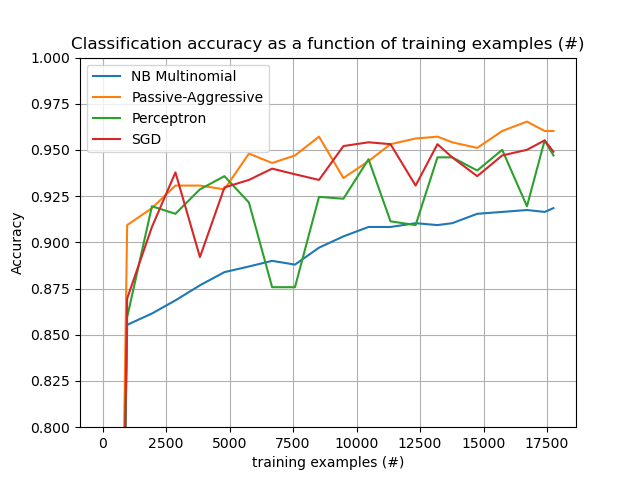 Classification accuracy as a function of training examples (#)
NB Multinomial
Passive-Aggressive
Perceptron
SGD
Accuracy
1.000
0.975
0.950
0.925
0.900
0.875
0.850
0.825
0.800
0 2500 5000 7500 10000 12500 15000 17500
training examples (#)